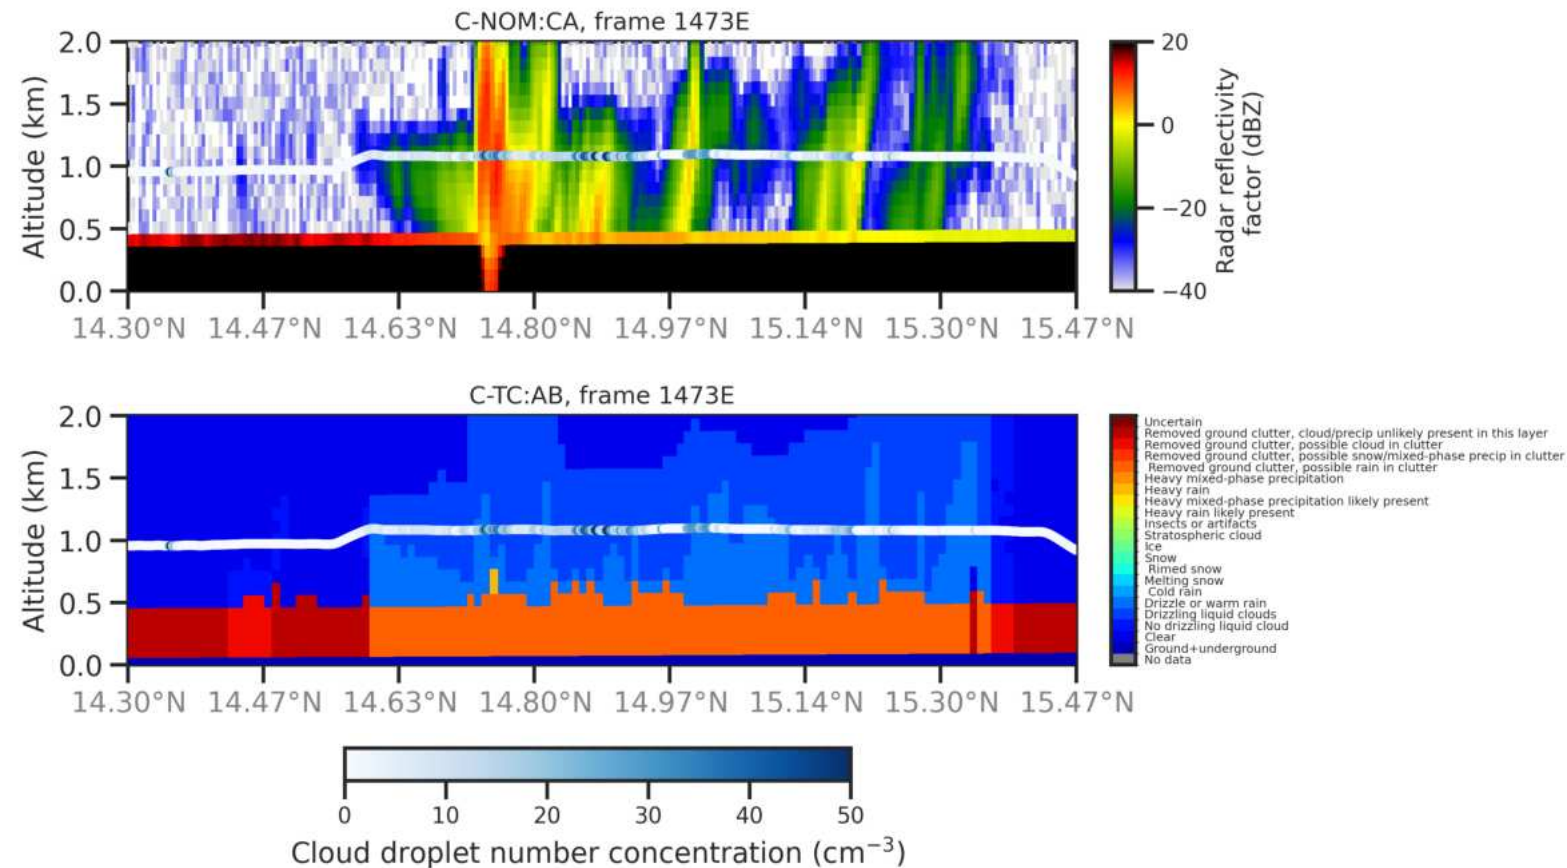 C-NOM:CA, frame 1473E
2.0
1.5
1.0
0.5
0.0
Altitude (km)
14.30°N 14.47°N 14.63°N 14.80°N 14.97°N 15.14°N 15.30°N 15.47°N
20
0
−20
−40
Radar reflectivity
factor (dBZ)
C-TC:AB, frame 1473E
2.0
1.5
1.0
0.5
0.0
Altitude (km)
14.30°N 14.47°N 14.63°N 14.80°N 14.97°N 15.14°N 15.30°N 15.47°N
Uncertain
Removed ground clutter, cloud/precip unlikely present in this layer
Removed ground clutter, possible cloud in clutter
Removed ground clutter, possible snow/mixed-phase precip in clutter
Removed ground clutter, possible rain in clutter
Heavy mixed-phase precipitation
Heavy rain
Heavy mixed-phase precipitation likely present
Heavy rain likely present
Insects or artifacts
Stratospheric cloud
Ice
Snow
Rimed snow
Melting snow
Cold rain
Drizzle or warm rain
Drizzling liquid clouds
No drizzling liquid cloud
Clear
Ground+underground
No data
0 10 20 30 40 50
Cloud droplet number concentration (cm⁻³)